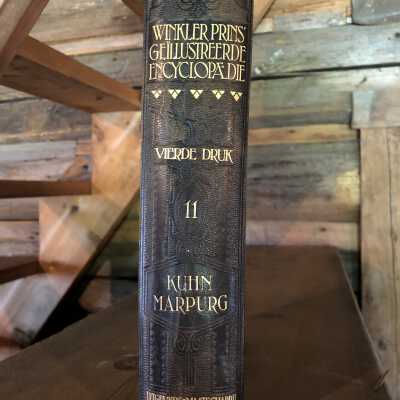 WINKLER PRINS'
GEÏLLUSTREERDE
ENCYCLOPÆDIE
VIERDE DRUK
11
KUHN
MARPURG